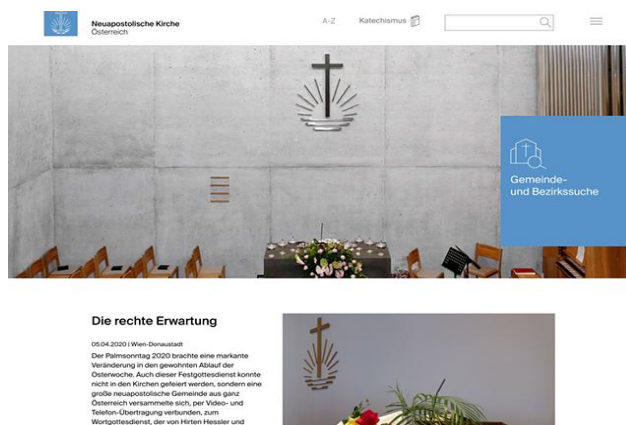 Neuapostolische Kirche
Österreich
A–Z
Katechismus
Gemeinde-
und Bezirkssuche
Die rechte Erwartung
05.04.2020 | Wien-Donaustadt
Der Palmsonntag 2020 brachte eine markante
Veränderung in den gewohnten Ablauf der
Osterwoche. Auch dieser Festgottesdienst konnte
nicht in den Kirchen gefeiert werden, sondern eine
große neuapostolische Gemeinde aus ganz
Österreich versammelte sich, per Video- und
Telefon-Übertragung verbunden, zum
Wortgottesdienst, der von Hirten Hessler und